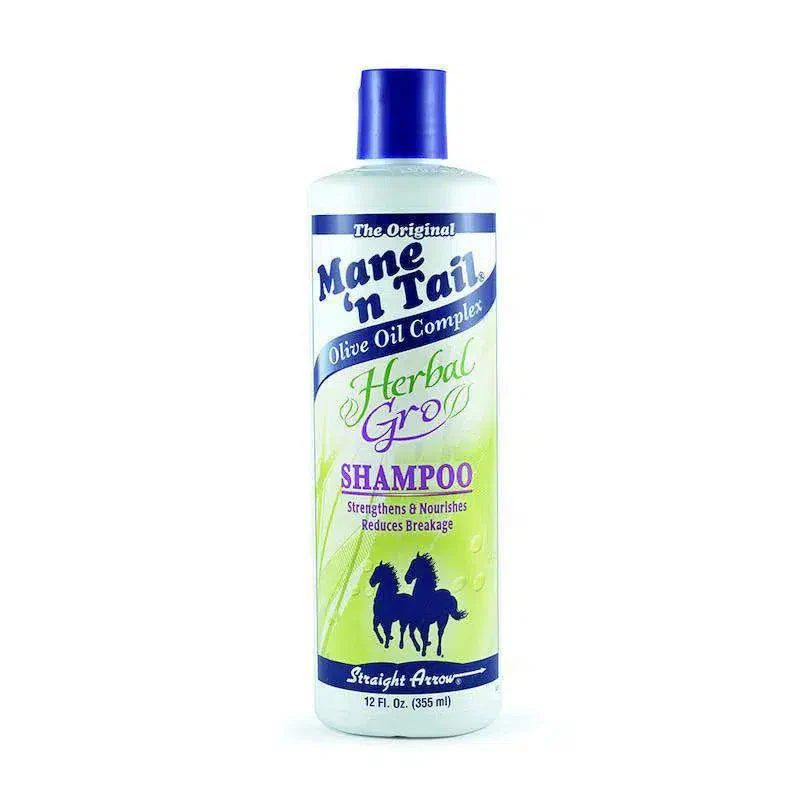 The Original
Mane
'n Tail®
Olive Oil Complex
Herbal
Gro
SHAMPOO
Strengthens & Nourishes
Reduces Breakage
Straight Arrow®
12 Fl. Oz. (355 ml)